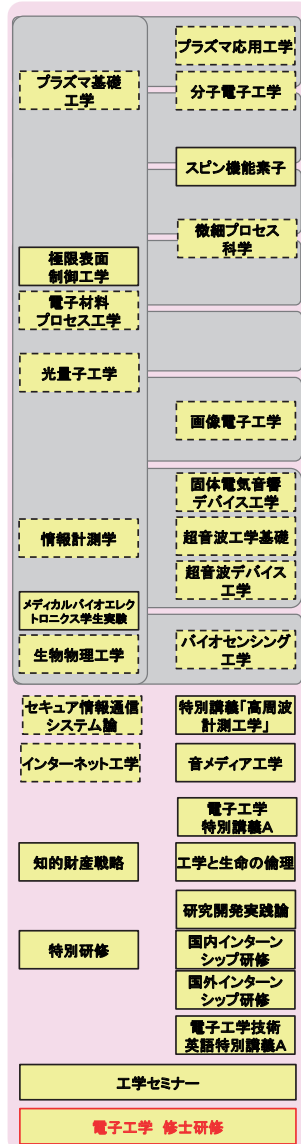 プラズマ応用工学
プラズマ基礎
工学
分子電子工学
スピン機能素子
微細プロセス
科学
極限表面
制御工学
電子材料
プロセス工学
光量子工学
画像電子工学
固体電気音響
デバイス工学
情報計測学
超音波工学基礎
超音波デバイス
工学
メディカルバイオエレク
トロニクス学生実験
生物物理工学
バイオセンシング
工学
セキュア情報通信
システム論
特別講義「高周波
計測工学」
インターネット工学
音メディア工学
電子工学
特別講義A
知的財産戦略
工学と生命の倫理
研究開発実践論
特別研修
国内インターン
シップ研修
国外インターン
シップ研修
電子工学技術
英語特別講義A
工学セミナー
電子工学 修士研修